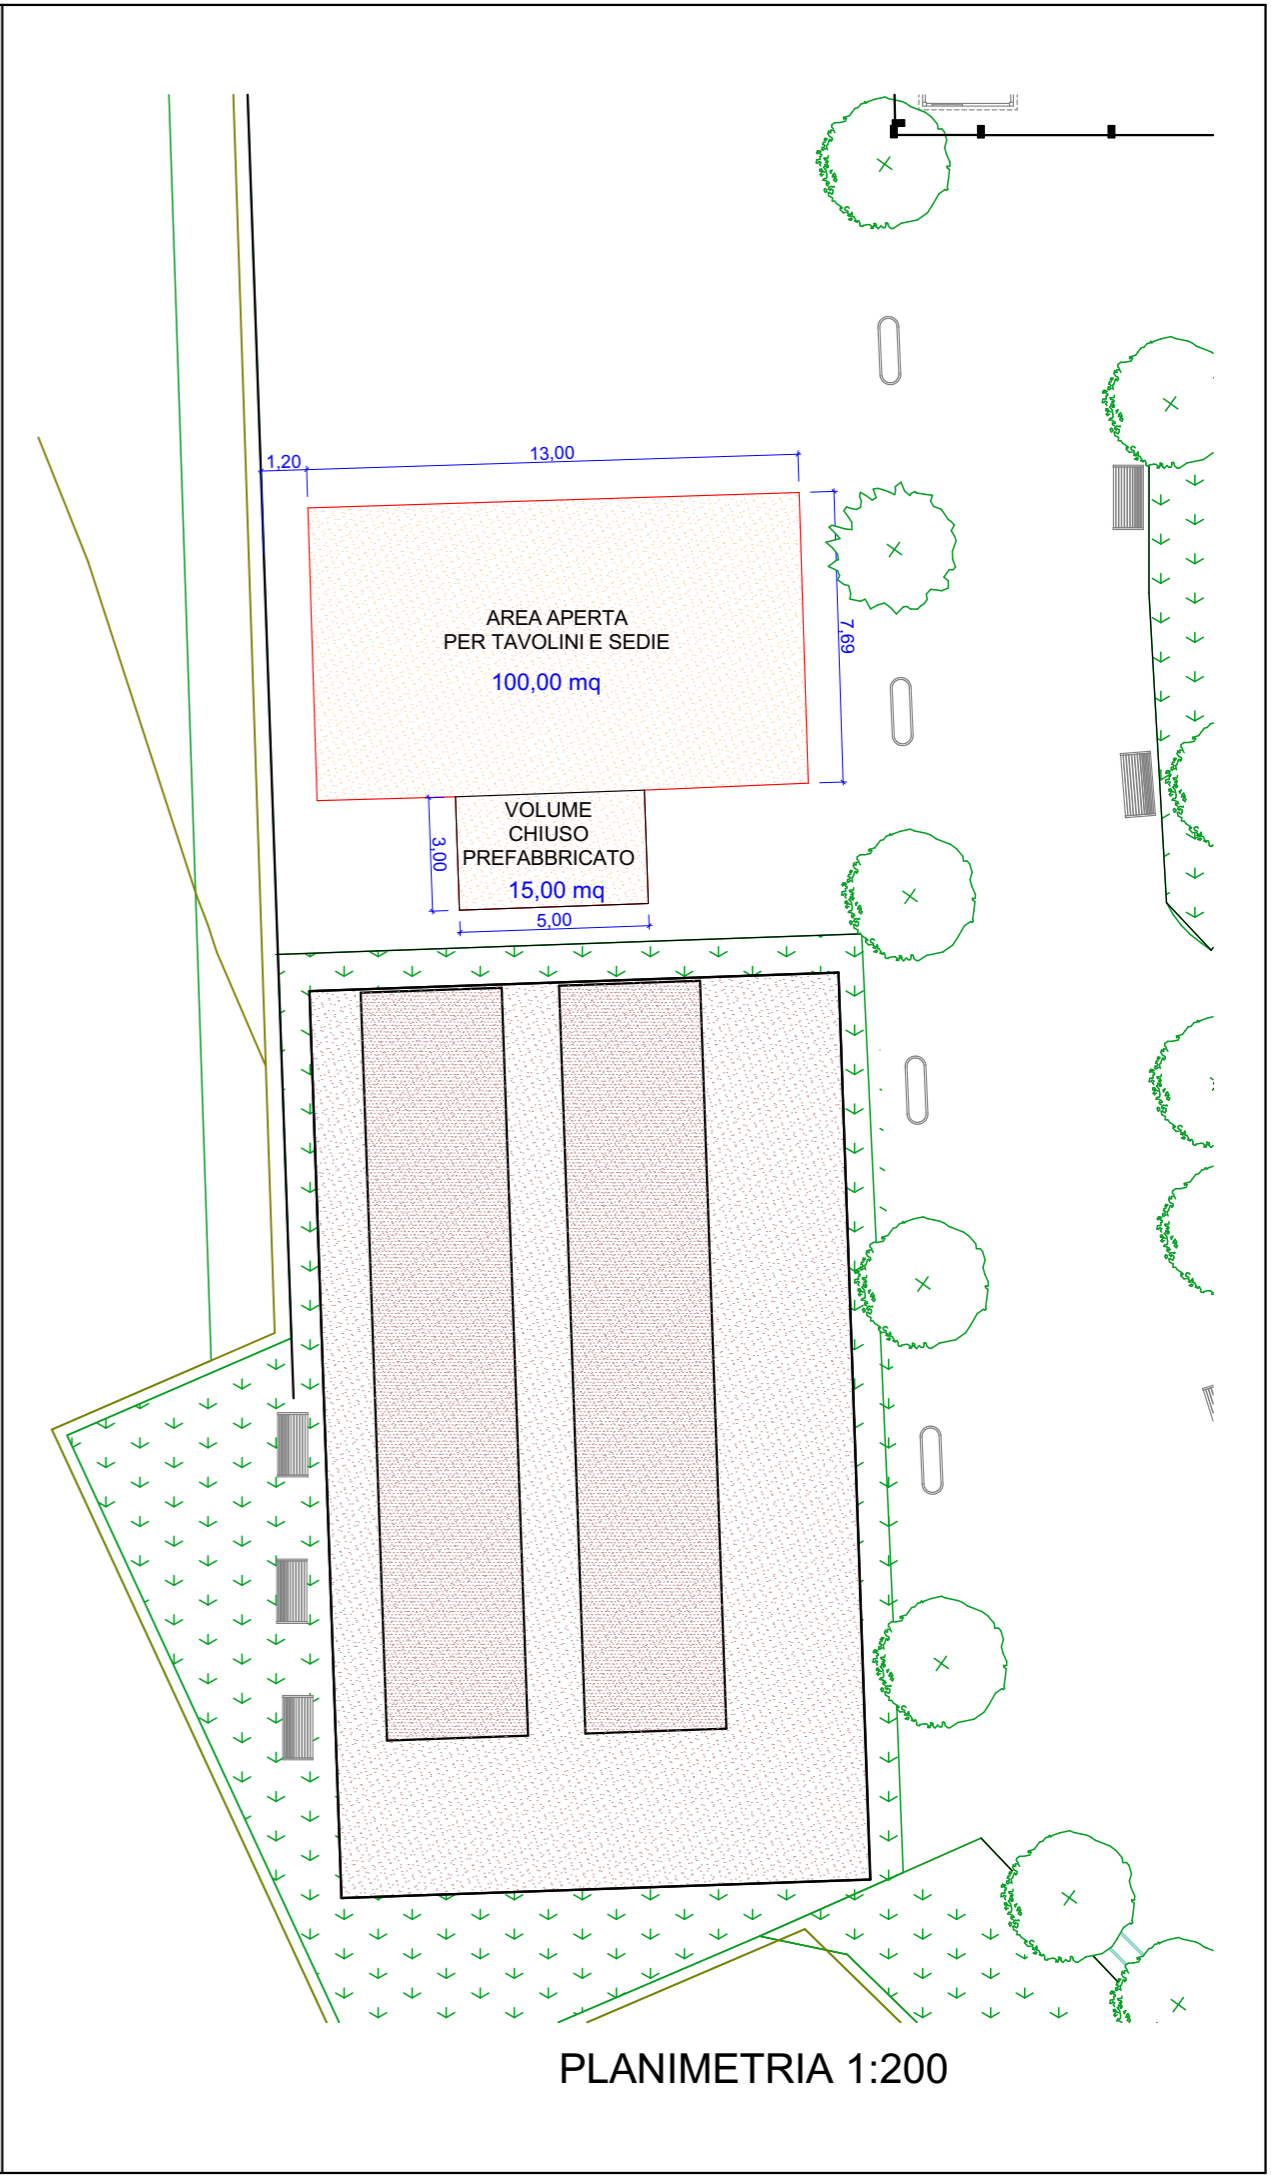 1,20
13,00
AREA APERTA
PER TAVOLINI E SEDIE
100,00 mq
7,69
VOLUME
CHIUSO
PREFABBRICATO
15,00 mq
3,00
5,00
PLANIMETRIA 1:200